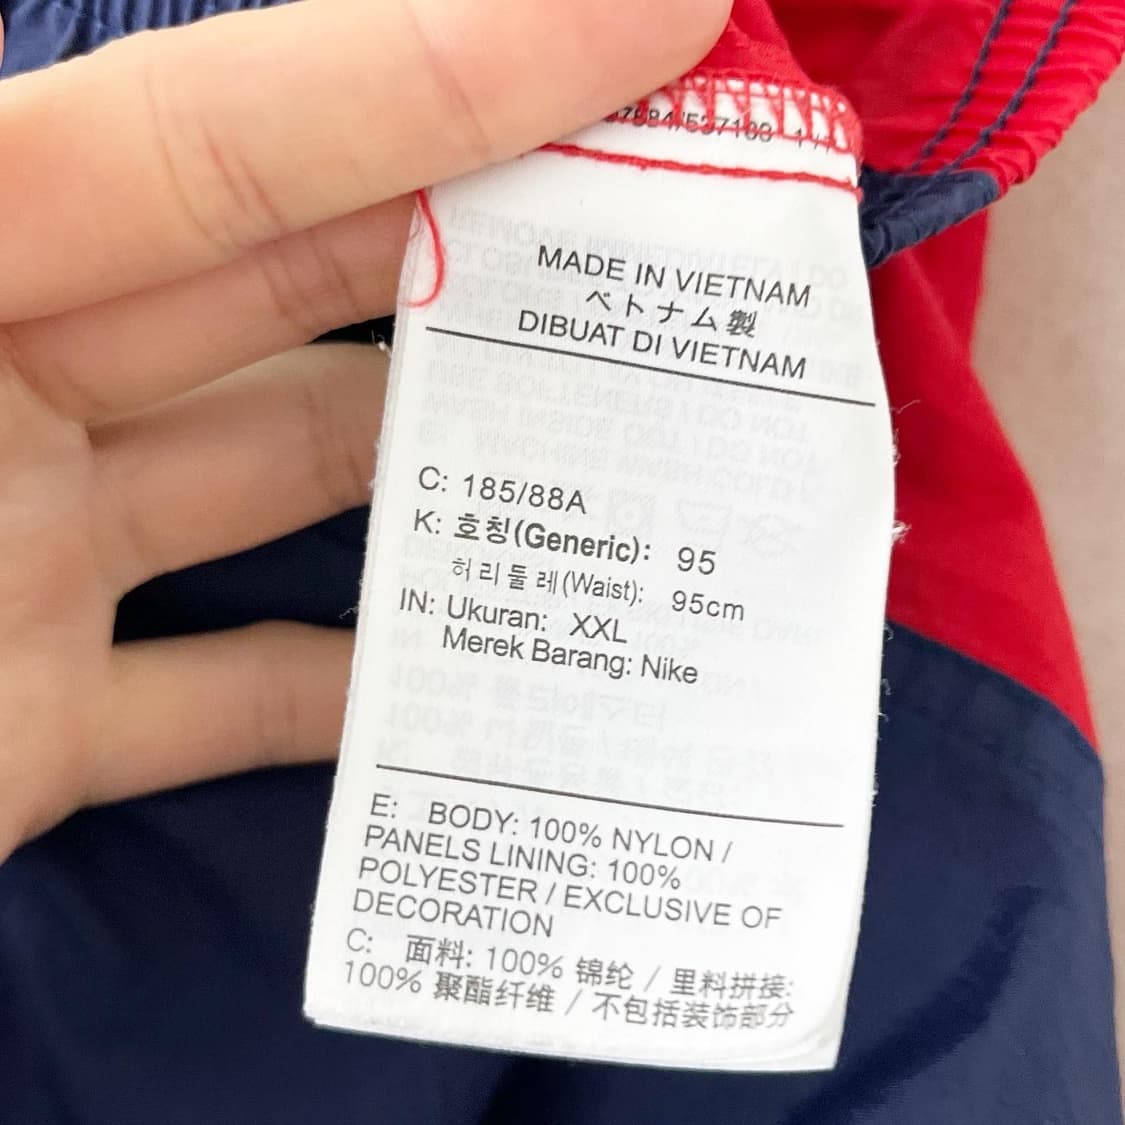 MADE IN VIETNAM
ベトナム製
DIBUAT DI VIETNAM
C: 185/88A
K: 호칭(Generic): 95
허리둘레(Waist): 95cm
IN: Ukuran: XXL
Merek Barang: Nike
E: BODY: 100% NYLON /
PANELS LINING: 100%
POLYESTER / EXCLUSIVE OF
DECORATION
C: 面料: 100% 锦纶 / 里料拼接:
100% 聚酯纤维 / 不包括装饰部分